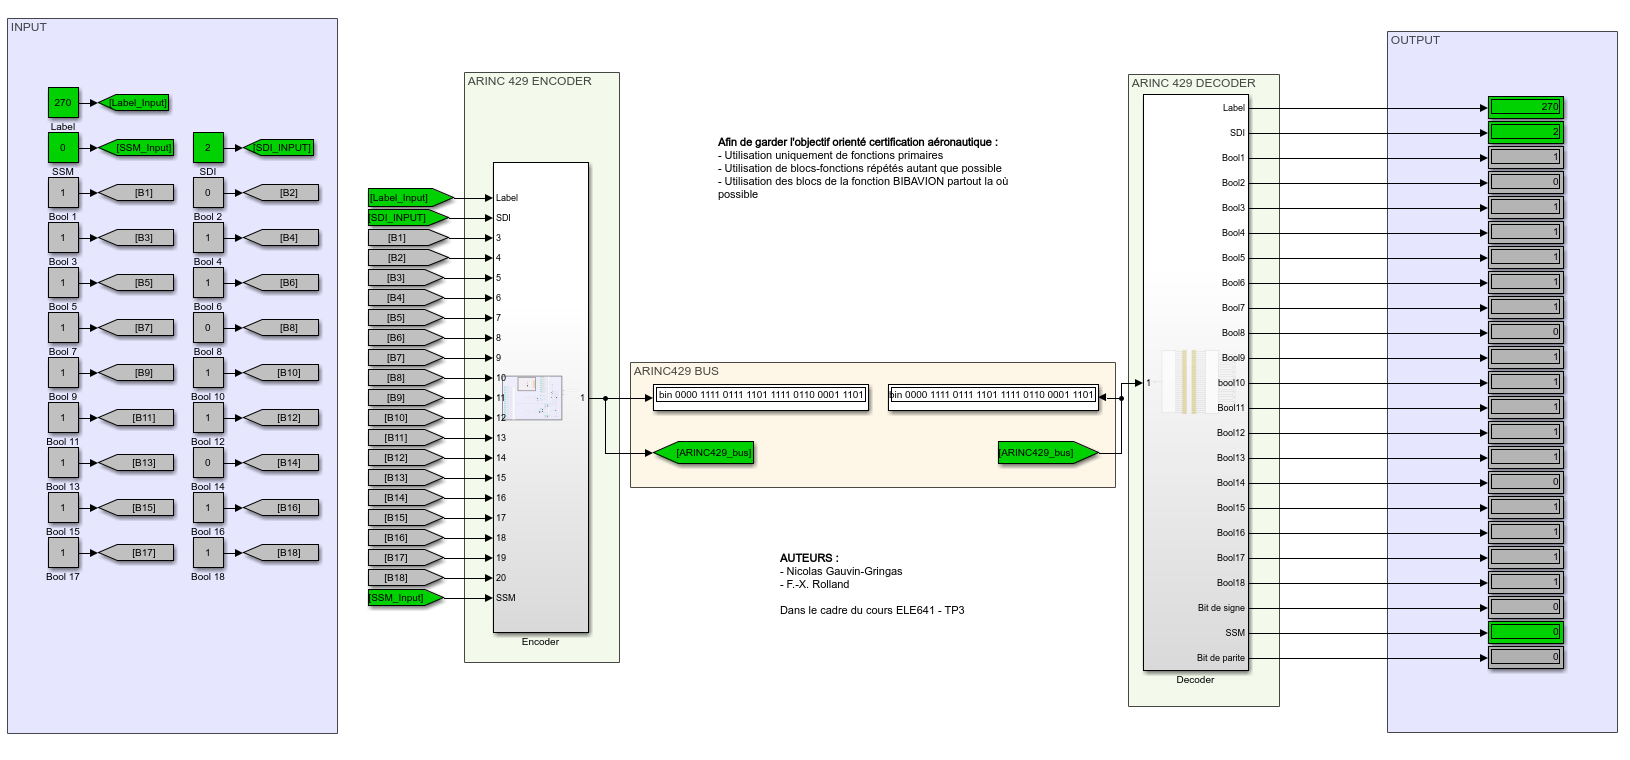 INPUT
270
[Label_Input]
Label
0
[SSM_Input]
2
[SDI_INPUT]
SSM
SDI
1
[B1]
0
[B2]
Bool 1
Bool 2
1
[B3]
1
[B4]
Bool 3
Bool 4
1
[B5]
1
[B6]
Bool 5
Bool 6
1
[B7]
0
[B8]
Bool 7
Bool 8
1
[B9]
1
[B10]
Bool 9
Bool 10
1
[B11]
1
[B12]
Bool 11
Bool 12
1
[B13]
0
[B14]
Bool 13
Bool 14
1
[B15]
1
[B16]
Bool 15
Bool 16
1
[B17]
1
[B18]
Bool 17
Bool 18
ARINC 429 ENCODER
[Label_Input]
Label
[SDI_INPUT]
SDI
[B1]
3
[B2]
4
[B3]
5
[B4]
6
[B5]
7
[B6]
8
[B7]
9
[B8]
10
[B9]
11
[B10]
12
[B11]
13
[B12]
14
[B13]
15
[B14]
16
[B15]
17
[B16]
18
[B17]
19
[B18]
20
[SSM_Input]
SSM
1
Encoder
Afin de garder l'objectif orienté certification aéronautique :
- Utilisation uniquement de fonctions primaires
- Utilisation de blocs-fonctions répétés autant que possible
- Utilisation des blocs de la fonction BIBAVION partout la où
possible
ARINC429 BUS
bin 0000 1111 0111 1101 1111 0110 0001 1101
bin 0000 1111 0111 1101 1111 0110 0001 1101
[ARINC429_bus]
[ARINC429_bus]
AUTEURS :
- Nicolas Gauvin-Gringas
- F.-X. Rolland
Dans le cadre du cours ELE641 - TP3
ARINC 429 DECODER
1
Label
SDI
Bool1
Bool2
Bool3
Bool4
Bool5
Bool6
Bool7
Bool8
Bool9
bool10
Bool11
Bool12
Bool13
Bool14
Bool15
Bool16
Bool17
Bool18
Bit de signe
SSM
Bit de parite
Decoder
OUTPUT
270
2
1
0
1
1
1
1
1
0
1
1
1
1
1
0
1
1
1
1
0
0
0